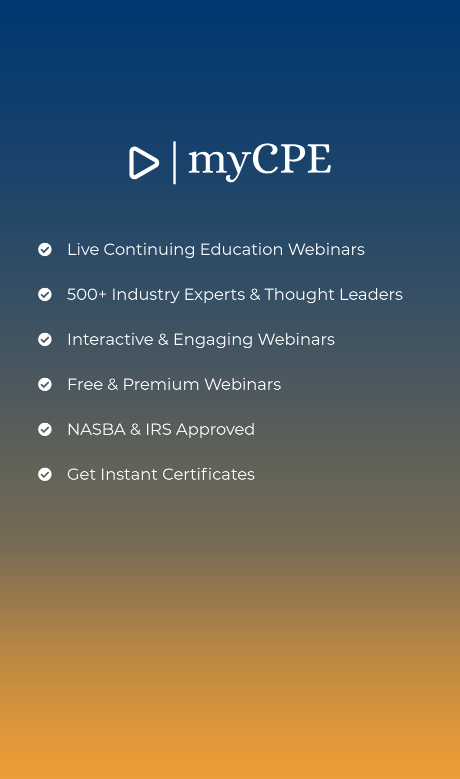 myCPE
Live Continuing Education Webinars
500+ Industry Experts & Thought Leaders
Interactive & Engaging Webinars
Free & Premium Webinars
NASBA & IRS Approved
Get Instant Certificates